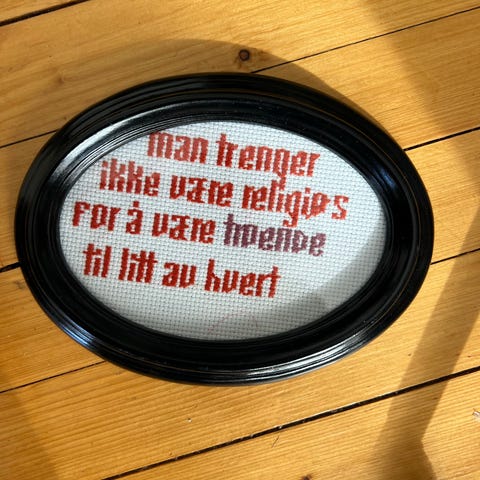 man trenger
ikke være religiøs
for å være troende
til litt av hvert